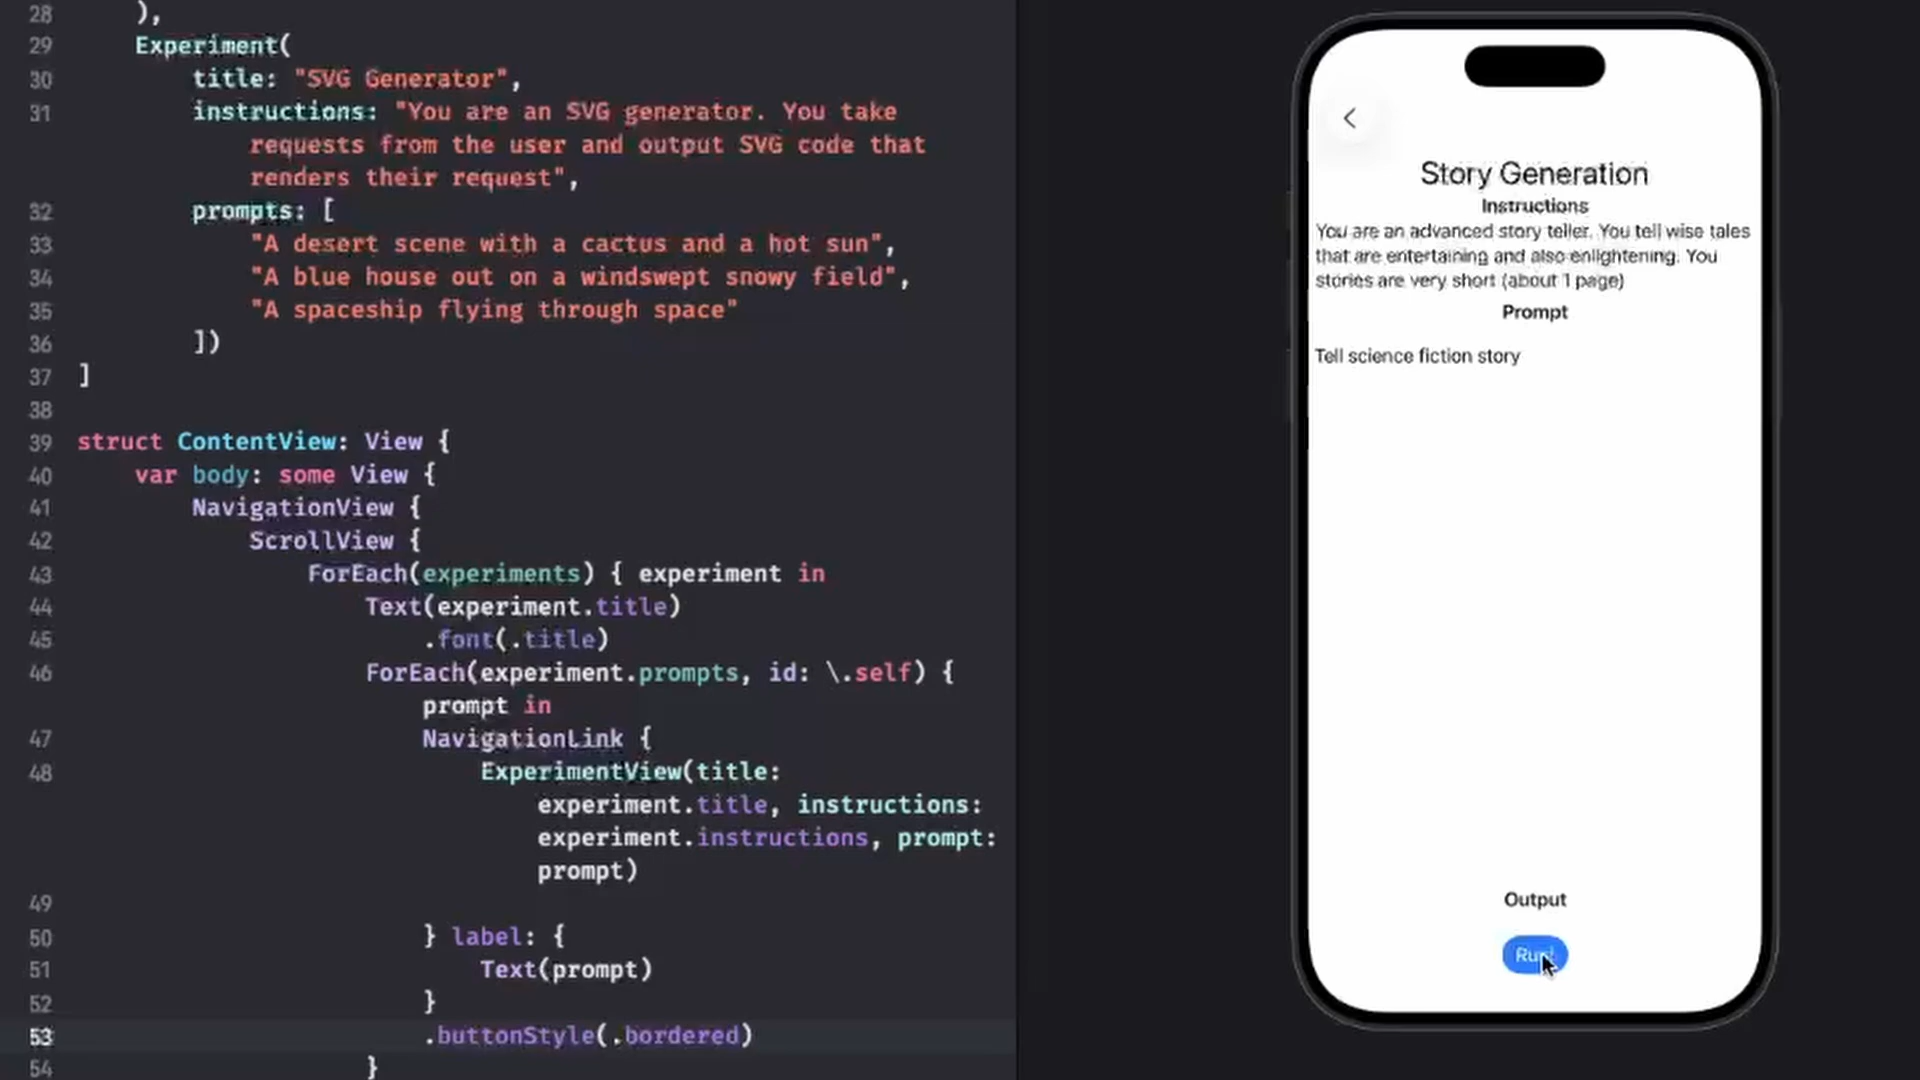 28 ),
29 Experiment(
30 title: "SVG Generator",
31 instructions: "You are an SVG generator. You take
requests from the user and output SVG code that
renders their request",
32 prompts: [
33 "A desert scene with a cactus and a hot sun",
34 "A blue house out on a windswept snowy field",
35 "A spaceship flying through space"
36 ])
37 ]
38
39 struct ContentView: View {
40 var body: some View {
41 NavigationView {
42 ScrollView {
43 ForEach(experiments) { experiment in
44 Text(experiment.title)
45 .font(.title)
46 ForEach(experiment.prompts, id: \.self) {
prompt in
47 NavigationLink {
48 ExperimentView(title:
experiment.title, instructions:
experiment.instructions, prompt:
prompt)
49
50 } label: {
51 Text(prompt)
52 }
53 .buttonStyle(.bordered)
54 }
Story Generation
Instructions
You are an advanced story teller. You tell wise tales
that are entertaining and also enlightening. You
stories are very short (about 1 page)
Prompt
Tell science fiction story
Output